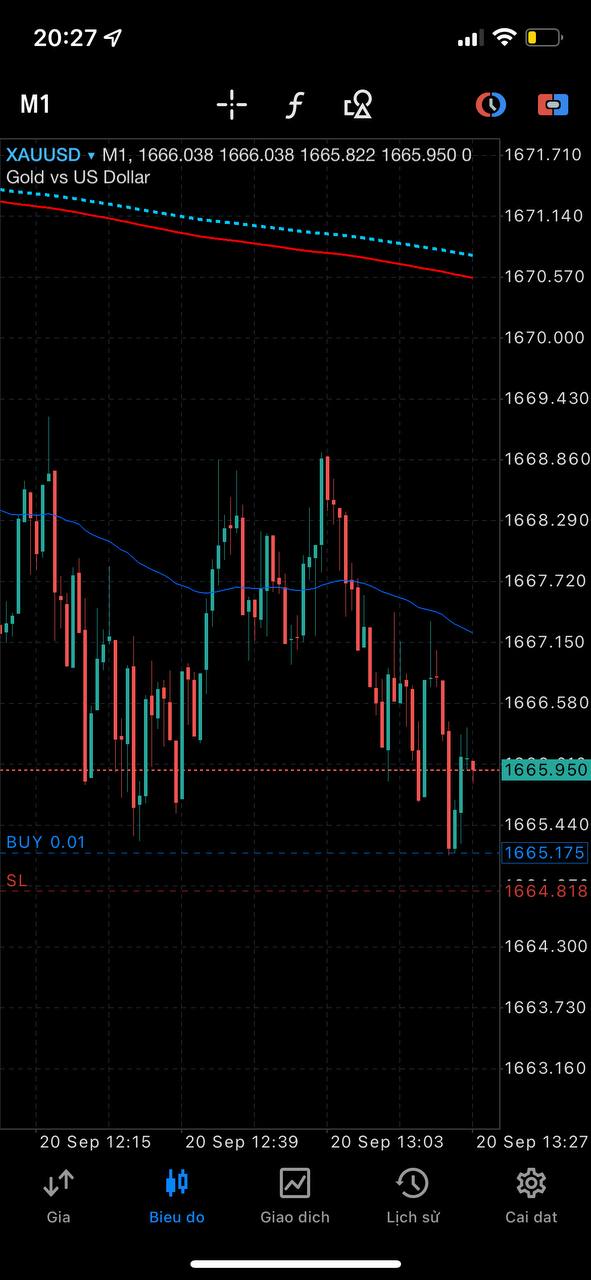 20:27
M1
XAUUSD ▾ M1, 1666.038 1666.038 1665.822 1665.950 0
Gold vs US Dollar
1671.710
1671.140
1670.570
1670.000
1669.430
1668.860
1668.290
1667.720
1667.150
1666.580
1665.950
1665.440
BUY 0.01
1665.175
SL
1664.818
1664.300
1663.730
1663.160
20 Sep 12:15 20 Sep 12:39 20 Sep 13:03 20 Sep 13:27
Gia Bieu do Giao dich Lịch sử Cai dat